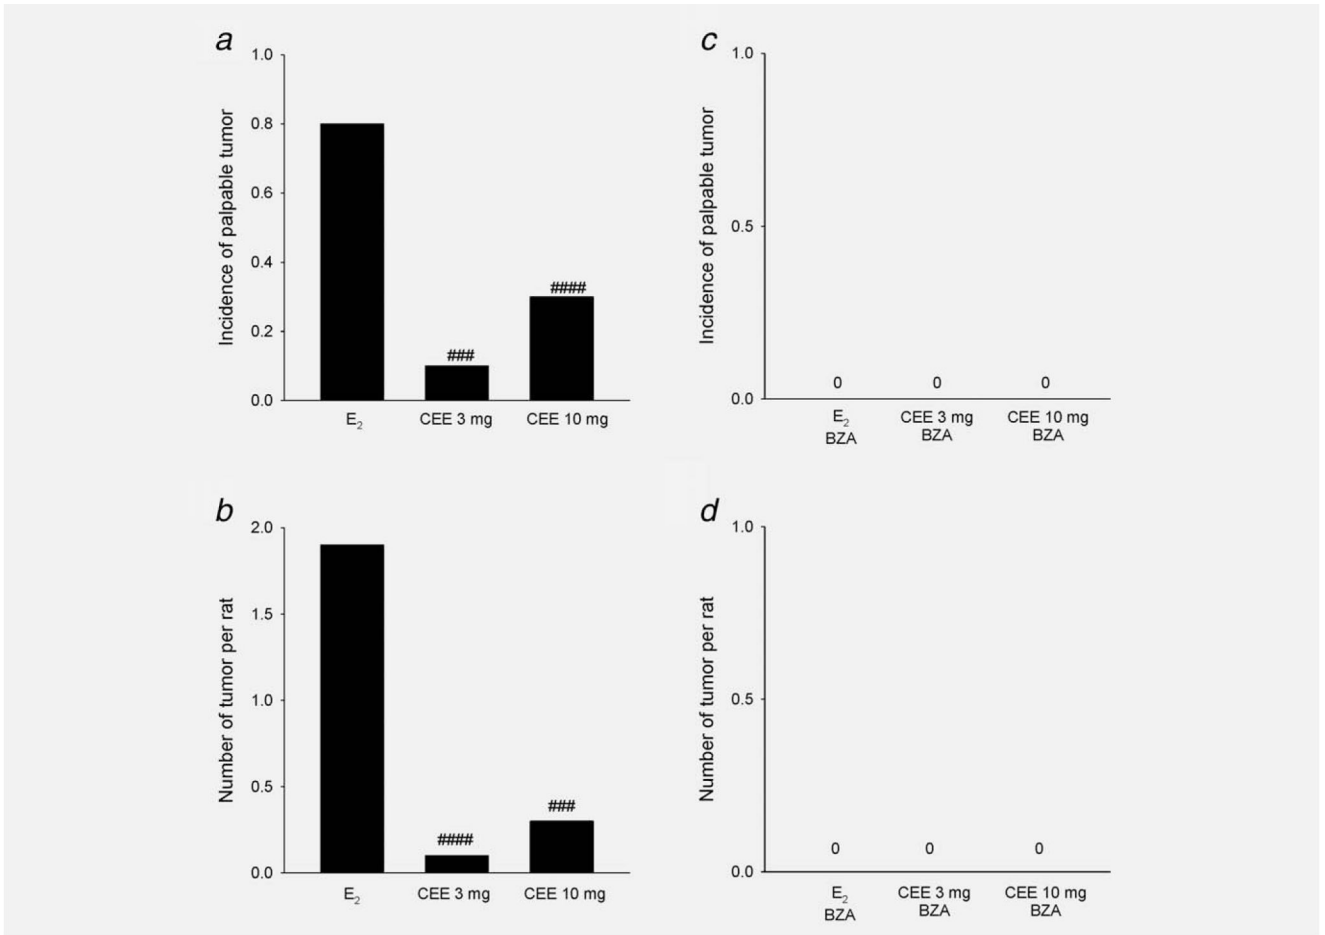 a
1.0
0.8
0.6
0.4
0.2
0.0
Incidence of palpable tumor
###
####
E2 CEE 3 mg CEE 10 mg
c
1.0
0.5
0.0
Incidence of palpable tumor
0 0 0
E2 CEE 3 mg CEE 10 mg
BZA BZA BZA
b
2.0
1.5
1.0
0.5
0.0
Number of tumor per rat
####
###
E2 CEE 3 mg CEE 10 mg
d
1.0
0.5
0.0
Number of tumor per rat
0 0 0
E2 CEE 3 mg CEE 10 mg
BZA BZA BZA